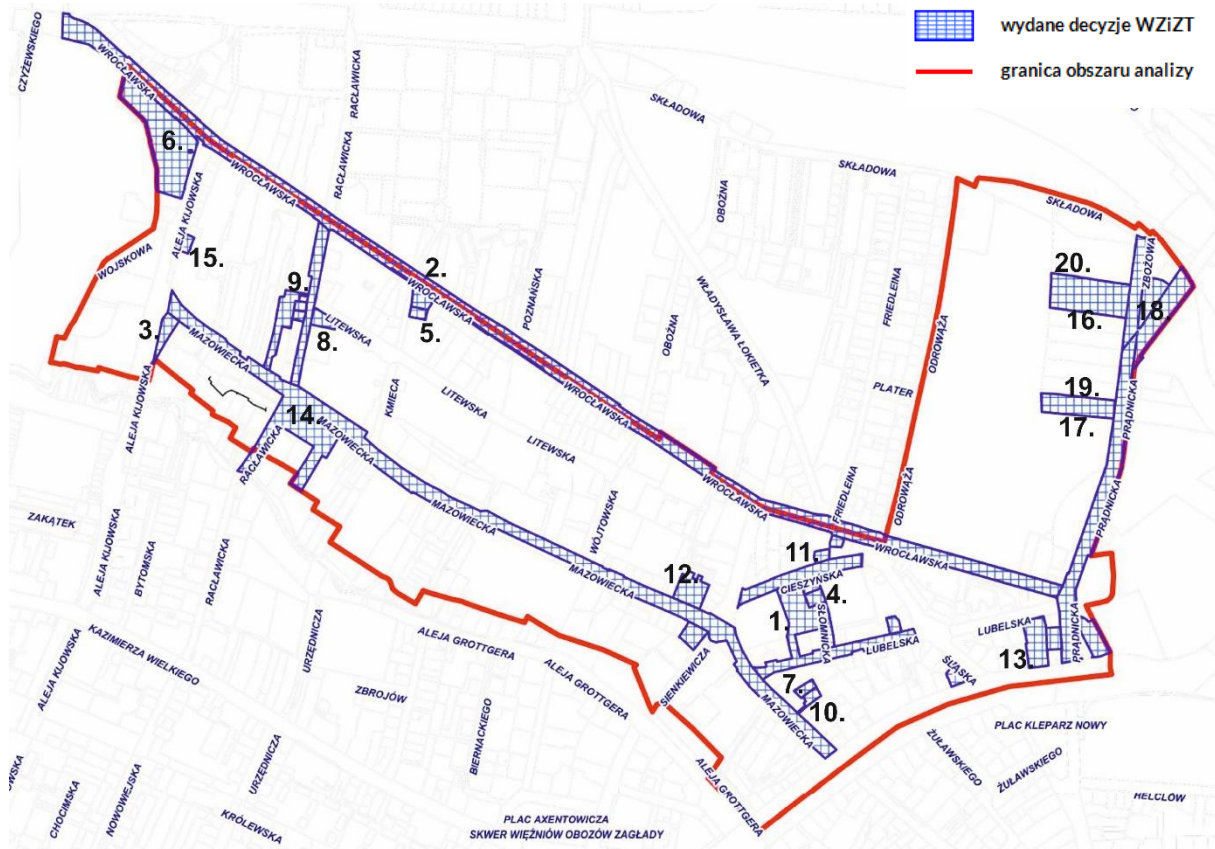 wydane decyzje WZiZT
granica obszaru analizy
CZYŻEWSKIEGO
WROCŁAWSKA
RACŁAWICKA
RACŁAWICKA
SKŁADOWA
SKŁADOWA
6.
WROCŁAWSKA
ALEJA KIJOWSKA
OBOŹNA
SKŁADOWA
WOJSKOWA
15.
2.
9.
WROCŁAWSKA
POZNAŃSKA
WŁADYSŁAWA ŁOKIETKA
FRIEDLEINA
ZBOŻOWA
20.
18.
16.
3.
MAZOWIECKA
LITEWSKA
8.
5.
OBOŹNA
ODROWĄŻA
PLATER
KMIECA
LITEWSKA
WROCŁAWSKA
19.
17.
PRĄDNICKA
ALEJA KIJOWSKA
14.
MAZOWIECKA
LITEWSKA
RACŁAWICKA
WROCŁAWSKA
FRIEDLEINA
ODROWĄŻA
PRĄDNICKA
ZAKĄTEK
MAZOWIECKA
WÓJTOWSKA
ALEJA KIJOWSKA
BYTOMSKA
RACŁAWICKA
11.
WROCŁAWSKA
MAZOWIECKA
12.
CIESZYŃSKA
4.
1.
SŁOMNICKA
LUBELSKA
PRĄDNICKA
KAZIMIERZA WIELKIEGO
URZĘDNICZA
ALEJA GROTTGERA
LUBELSKA
13.
ALEJA KIJOWSKA
ZBROJÓW
ALEJA GROTTGERA
SIENKIEWICZA
7.
10.
ŚLĄSKA
MAZOWIECKA
PLAC KLEPARZ NOWY
BIERNACKIEGO
URZĘDNICZA
ŻUŁAWSKIEGO
ŻUŁAWSKIEGO
CHOCIMSKA
NOWOWIEJSKA
ALEJA GROTTGERA
HELCLÓW
KRÓLEWSKA
PLAC AXENTOWICZA
SKWER WIĘŹNIÓW OBOZÓW ZAGŁADY